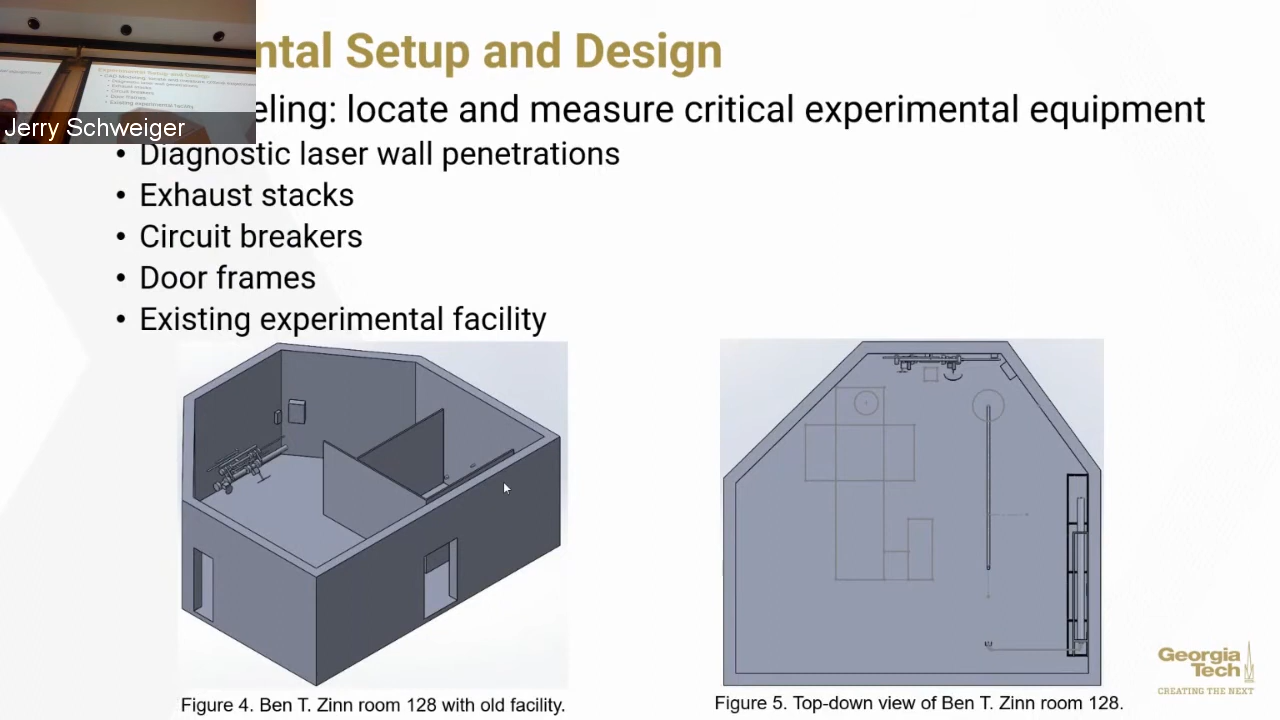 ntal Setup and Design
eling: locate and measure critical experimental equipment
Jerry Schweiger
• Diagnostic laser wall penetrations
• Exhaust stacks
• Circuit breakers
• Door frames
• Existing experimental facility
Figure 4. Ben T. Zinn room 128 with old facility.
Figure 5. Top-down view of Ben T. Zinn room 128.
Georgia
Tech
CREATING THE NEXT